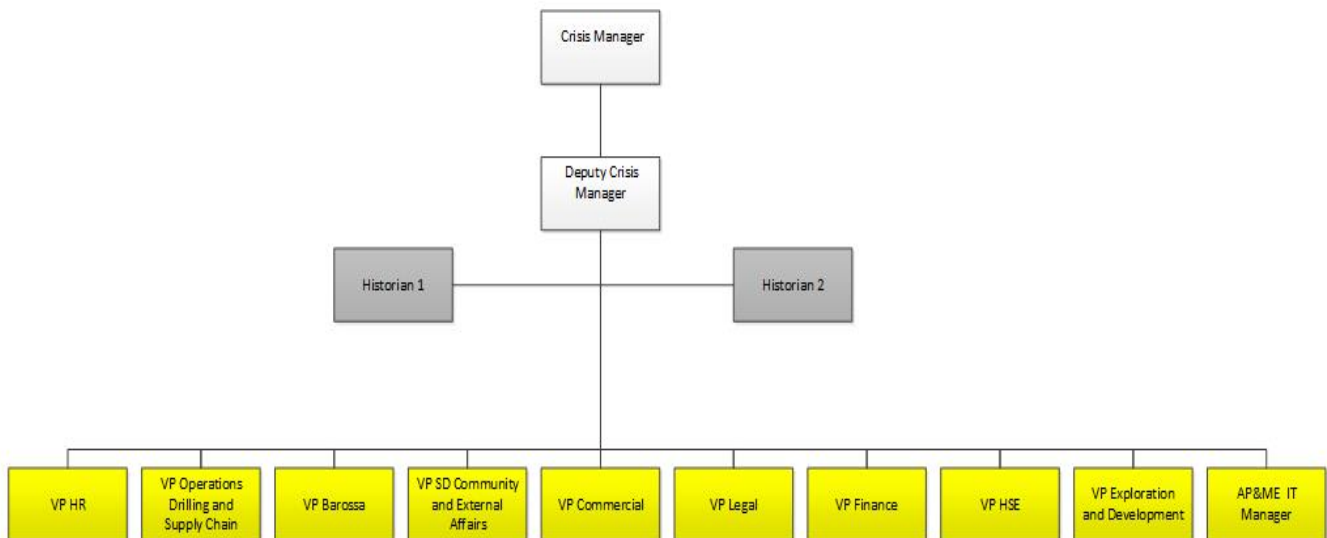 Crisis Manager
Deputy Crisis
Manager
Historian 1
Historian 2
VP HR
VP Operations
Drilling and
Supply Chain
VP Barossa
VP SD Community
and External
Affairs
VP Commercial
VP Legal
VP Finance
VP HSE
VP Exploration
and Development
AP&ME IT
Manager